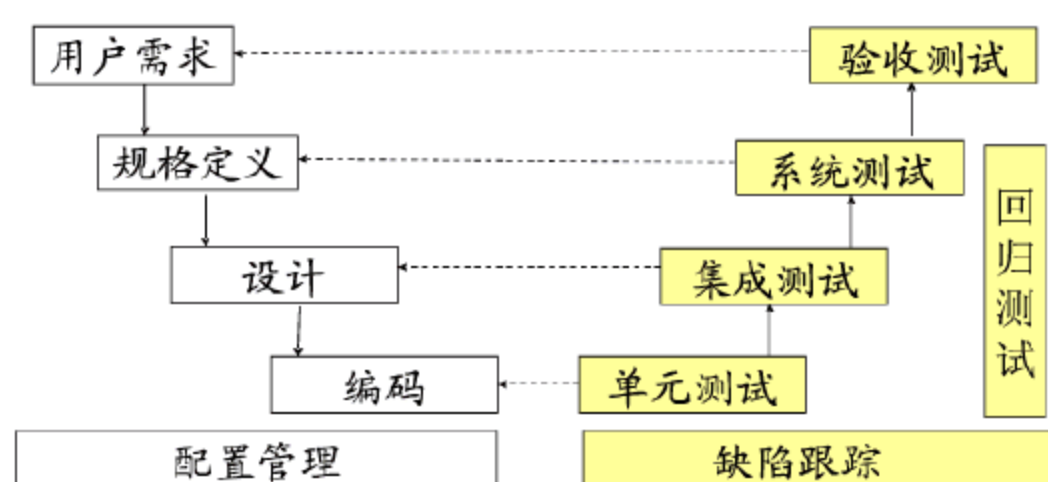 用户需求
验收测试
规格定义
系统测试
设计
集成测试
编码
单元测试
回归测试
配置管理
缺陷跟踪